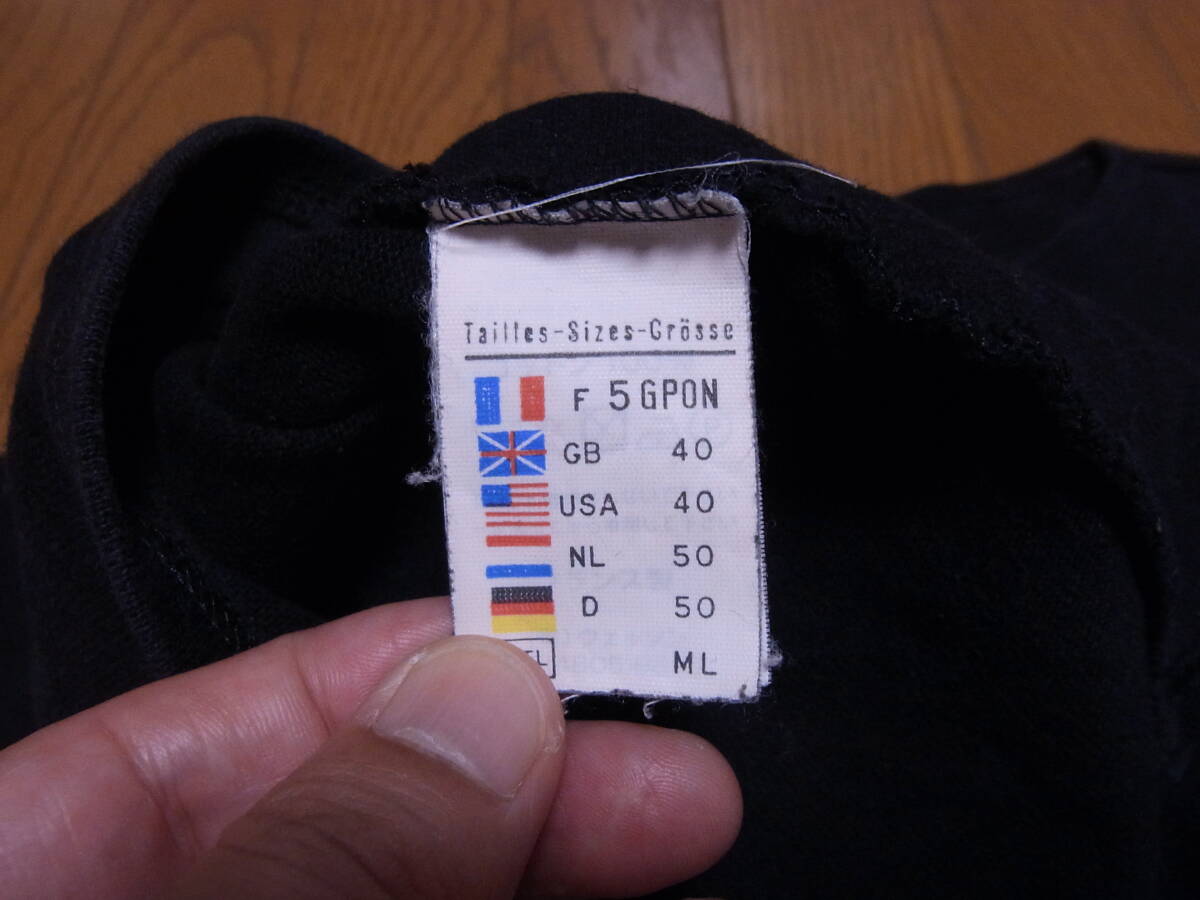 Tailles-Sizes-Grösse
F 5 GPON
GB 40
USA 40
NL 50
D 50
ML